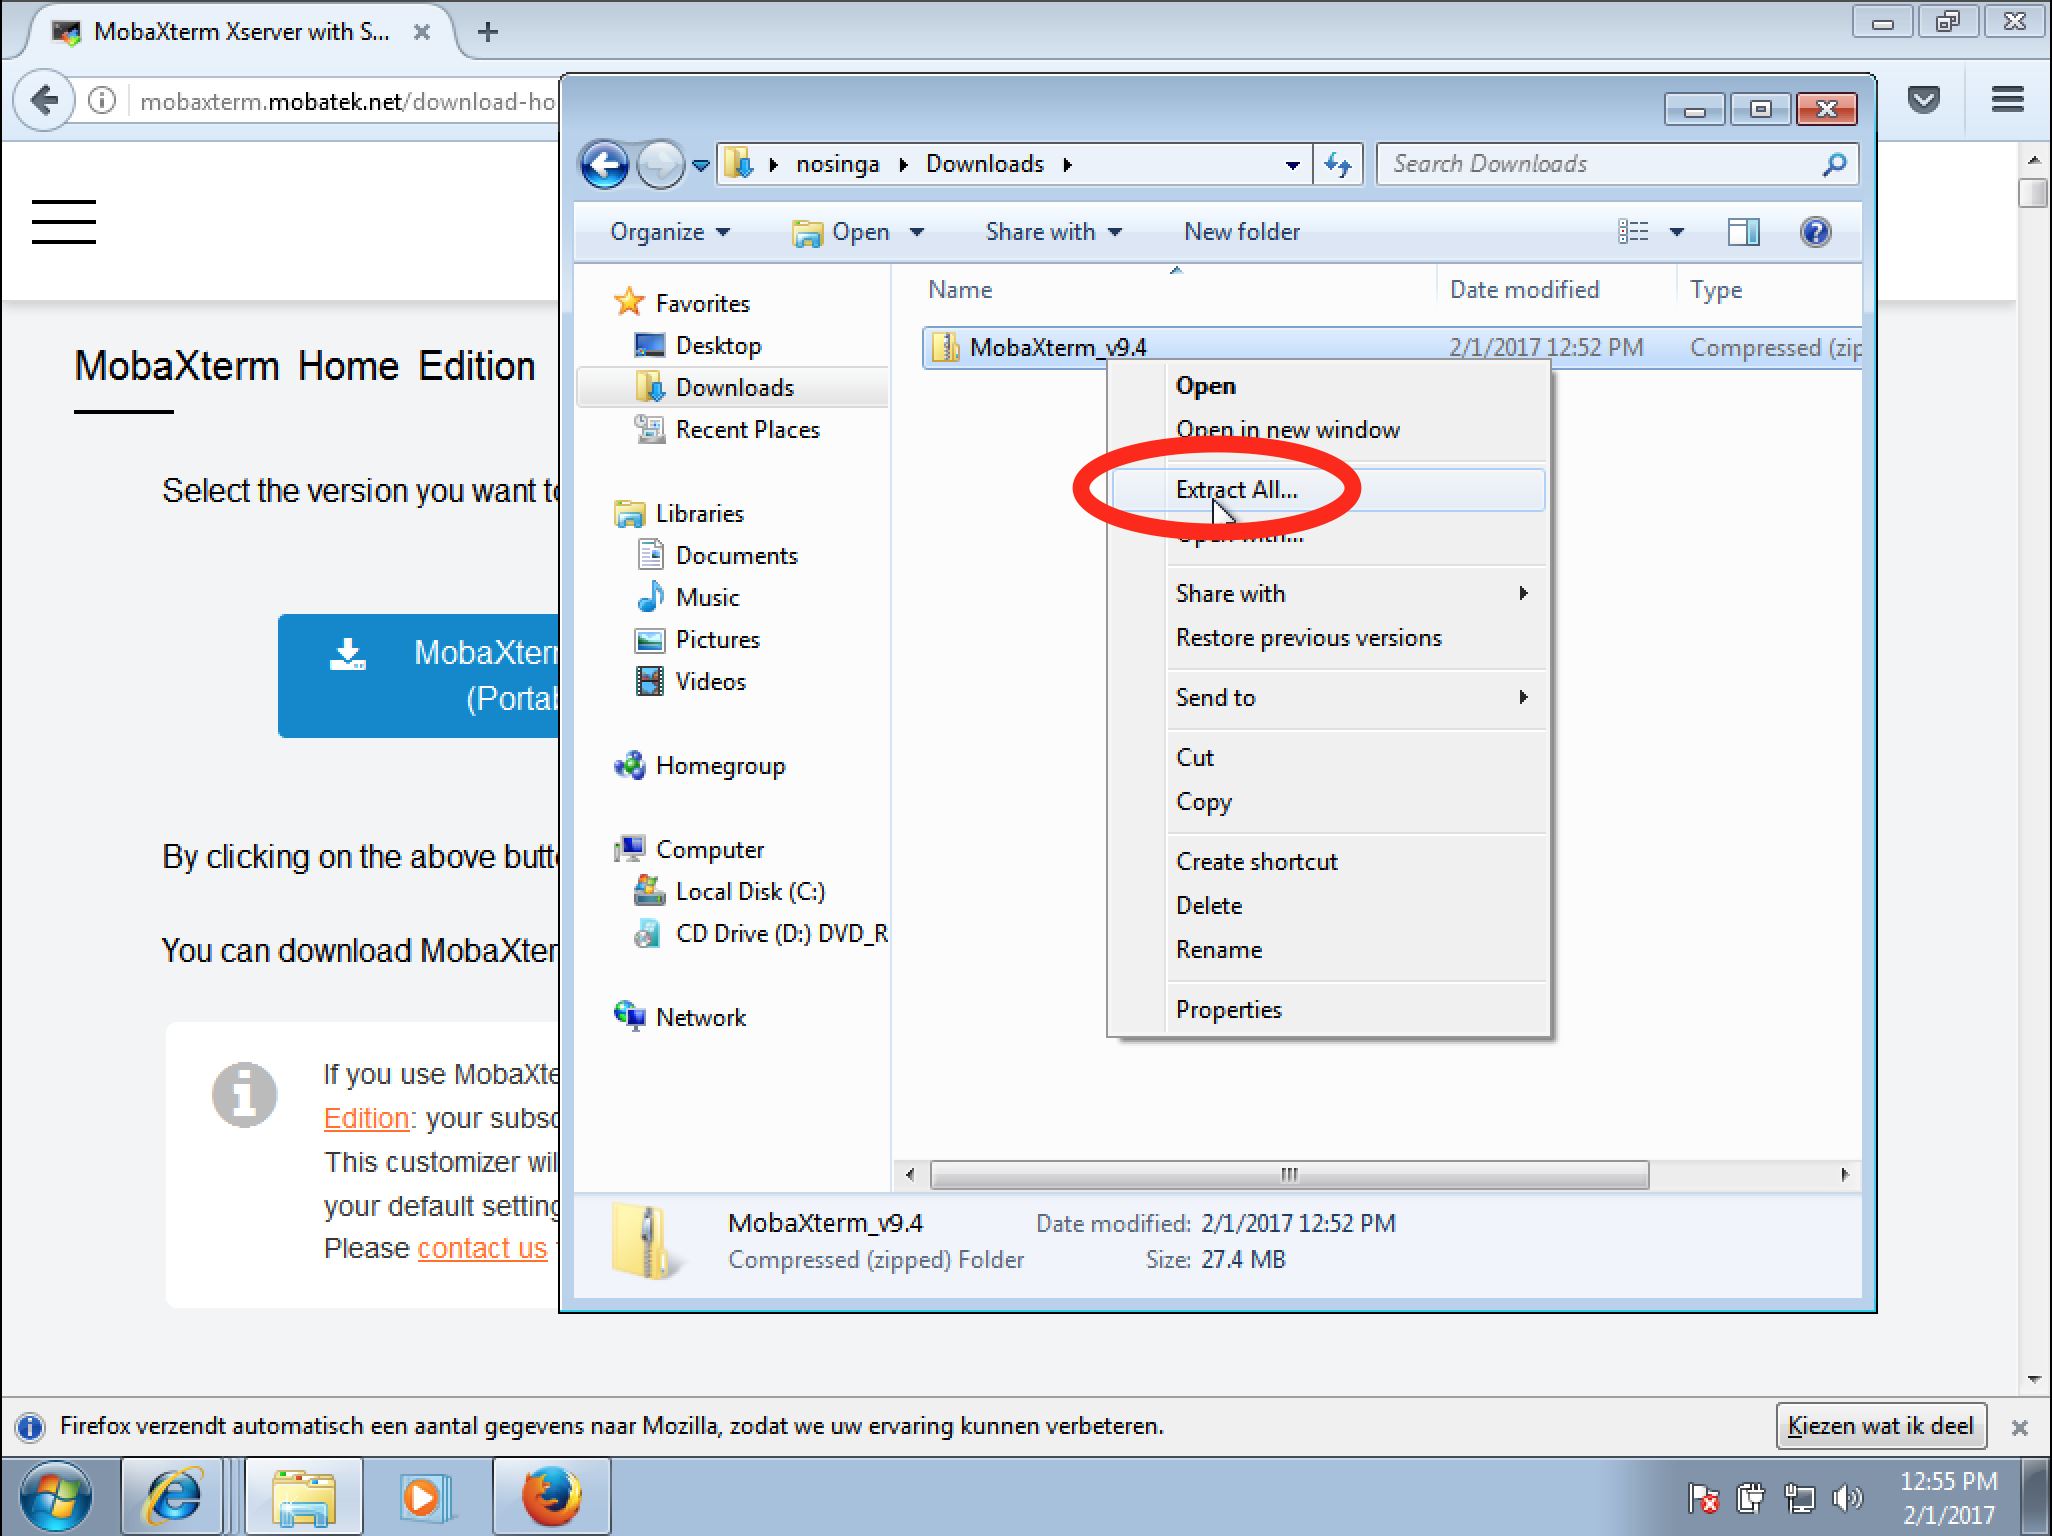 MobaXterm Xserver with S...
mobaxterm.mobatek.net/download-ho
MobaXterm Home Edition
Select the version you want to
MobaXterm
(Portab
By clicking on the above butt
You can download MobaXter
If you use MobaXte
Edition: your subsc
This customizer wil
your default setting
Please contact us
nosinga
Downloads
Search Downloads
Organize
Open
Share with
New folder
Favorites
Desktop
Downloads
Recent Places
Libraries
Documents
Music
Pictures
Videos
Homegroup
Computer
Local Disk (C:)
CD Drive (D:) DVD_R
Network
Name
Date modified
Type
MobaXterm_v9.4
2/1/2017 12:52 PM
Compressed (zip
Open
Open in new window
Extract All...
Open with...
Share with
Restore previous versions
Send to
Cut
Copy
Create shortcut
Delete
Rename
Properties
MobaXterm_v9.4
Date modified: 2/1/2017 12:52 PM
Compressed (zipped) Folder
Size: 27.4 MB
Firefox verzendt automatisch een aantal gegevens naar Mozilla, zodat we uw ervaring kunnen verbeteren.
Kiezen wat ik deel
12:55 PM
2/1/2017